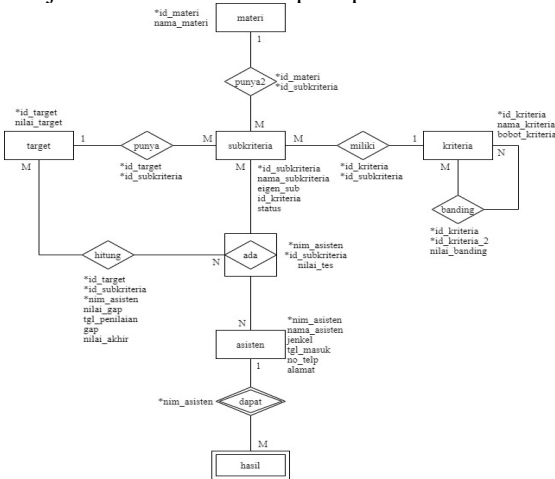 *id_materi
nama_materi
materi
1
punya2
*id_materi
*id_subkriteria
M
*id_target
nilai_target
target
1
punya
*id_target
*id_subkriteria
M
subkriteria
M
miliki
*id_kriteria
*id_subkriteria
1
kriteria
*id_kriteria
nama_kriteria
bobot_kriteria
N
M
M
M
*id_subkriteria
nama_subkriteria
eigen_sub
id_kriteria
status
banding
*id_kriteria
*id_kriteria_2
nilai_banding
hitung
*id_target
*id_subkriteria
*nim_asisten
nilai_gap
tgl_penilaian
gap
nilai_akhir
N
ada
*nim_asisten
*id_subkriteria
nilai_tes
N
asisten
*nim_asisten
nama_asisten
jenkel
tgl_masuk
no_telp
alamat
1
*nim_asisten
dapat
M
hasil